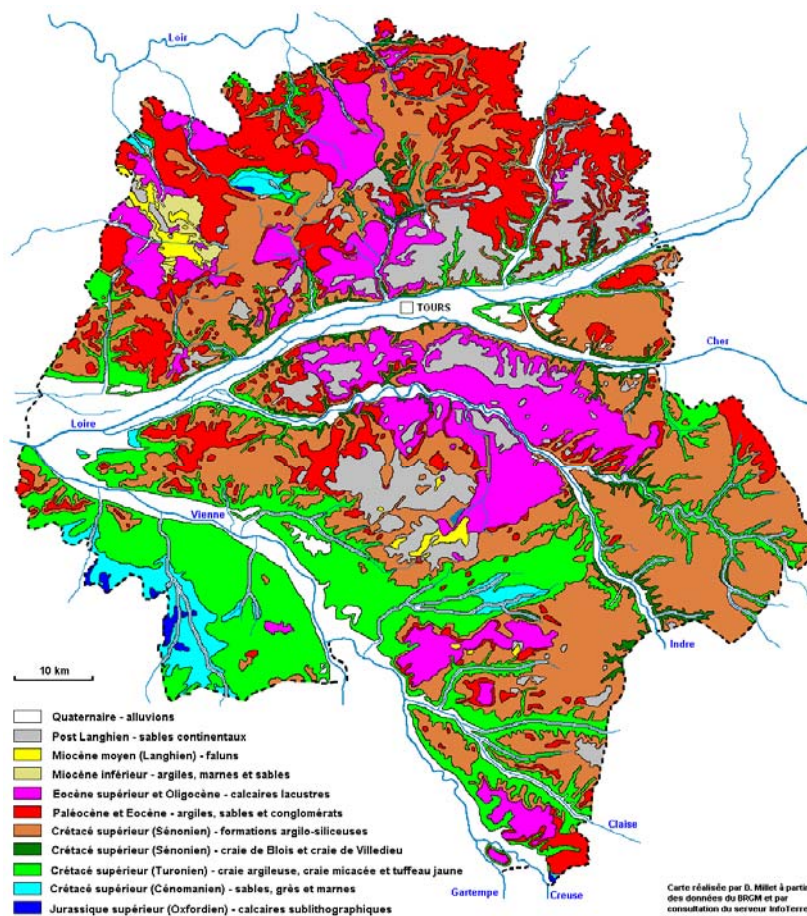 Loir
TOURS
Cher
Loire
Vienne
Indre
10 km
Quaternaire - alluvions
Post Langhien - sables continentaux
Miocène moyen (Langhien) - faluns
Miocène inférieur - argiles, marnes et sables
Eocène supérieur et Oligocène - calcaires lacustres
Paléocène et Eocène - argiles, sables et conglomérats
Crétacé supérieur (Sénonien) - formations argilo-siliceuses
Crétacé supérieur (Sénonien) - craie de Blois et craie de Villedieu
Crétacé supérieur (Turonien) - craie argileuse, craie micacée et tuffeau jaune
Crétacé supérieur (Cénomanien) - sables, grès et marnes
Jurassique supérieur (Oxfordien) - calcaires sublithographiques
Claise
Gartempe
Creuse
Carte réalisée par D. Millet à partir
des données du BRGM et par
consultation du serveur InfoTerre